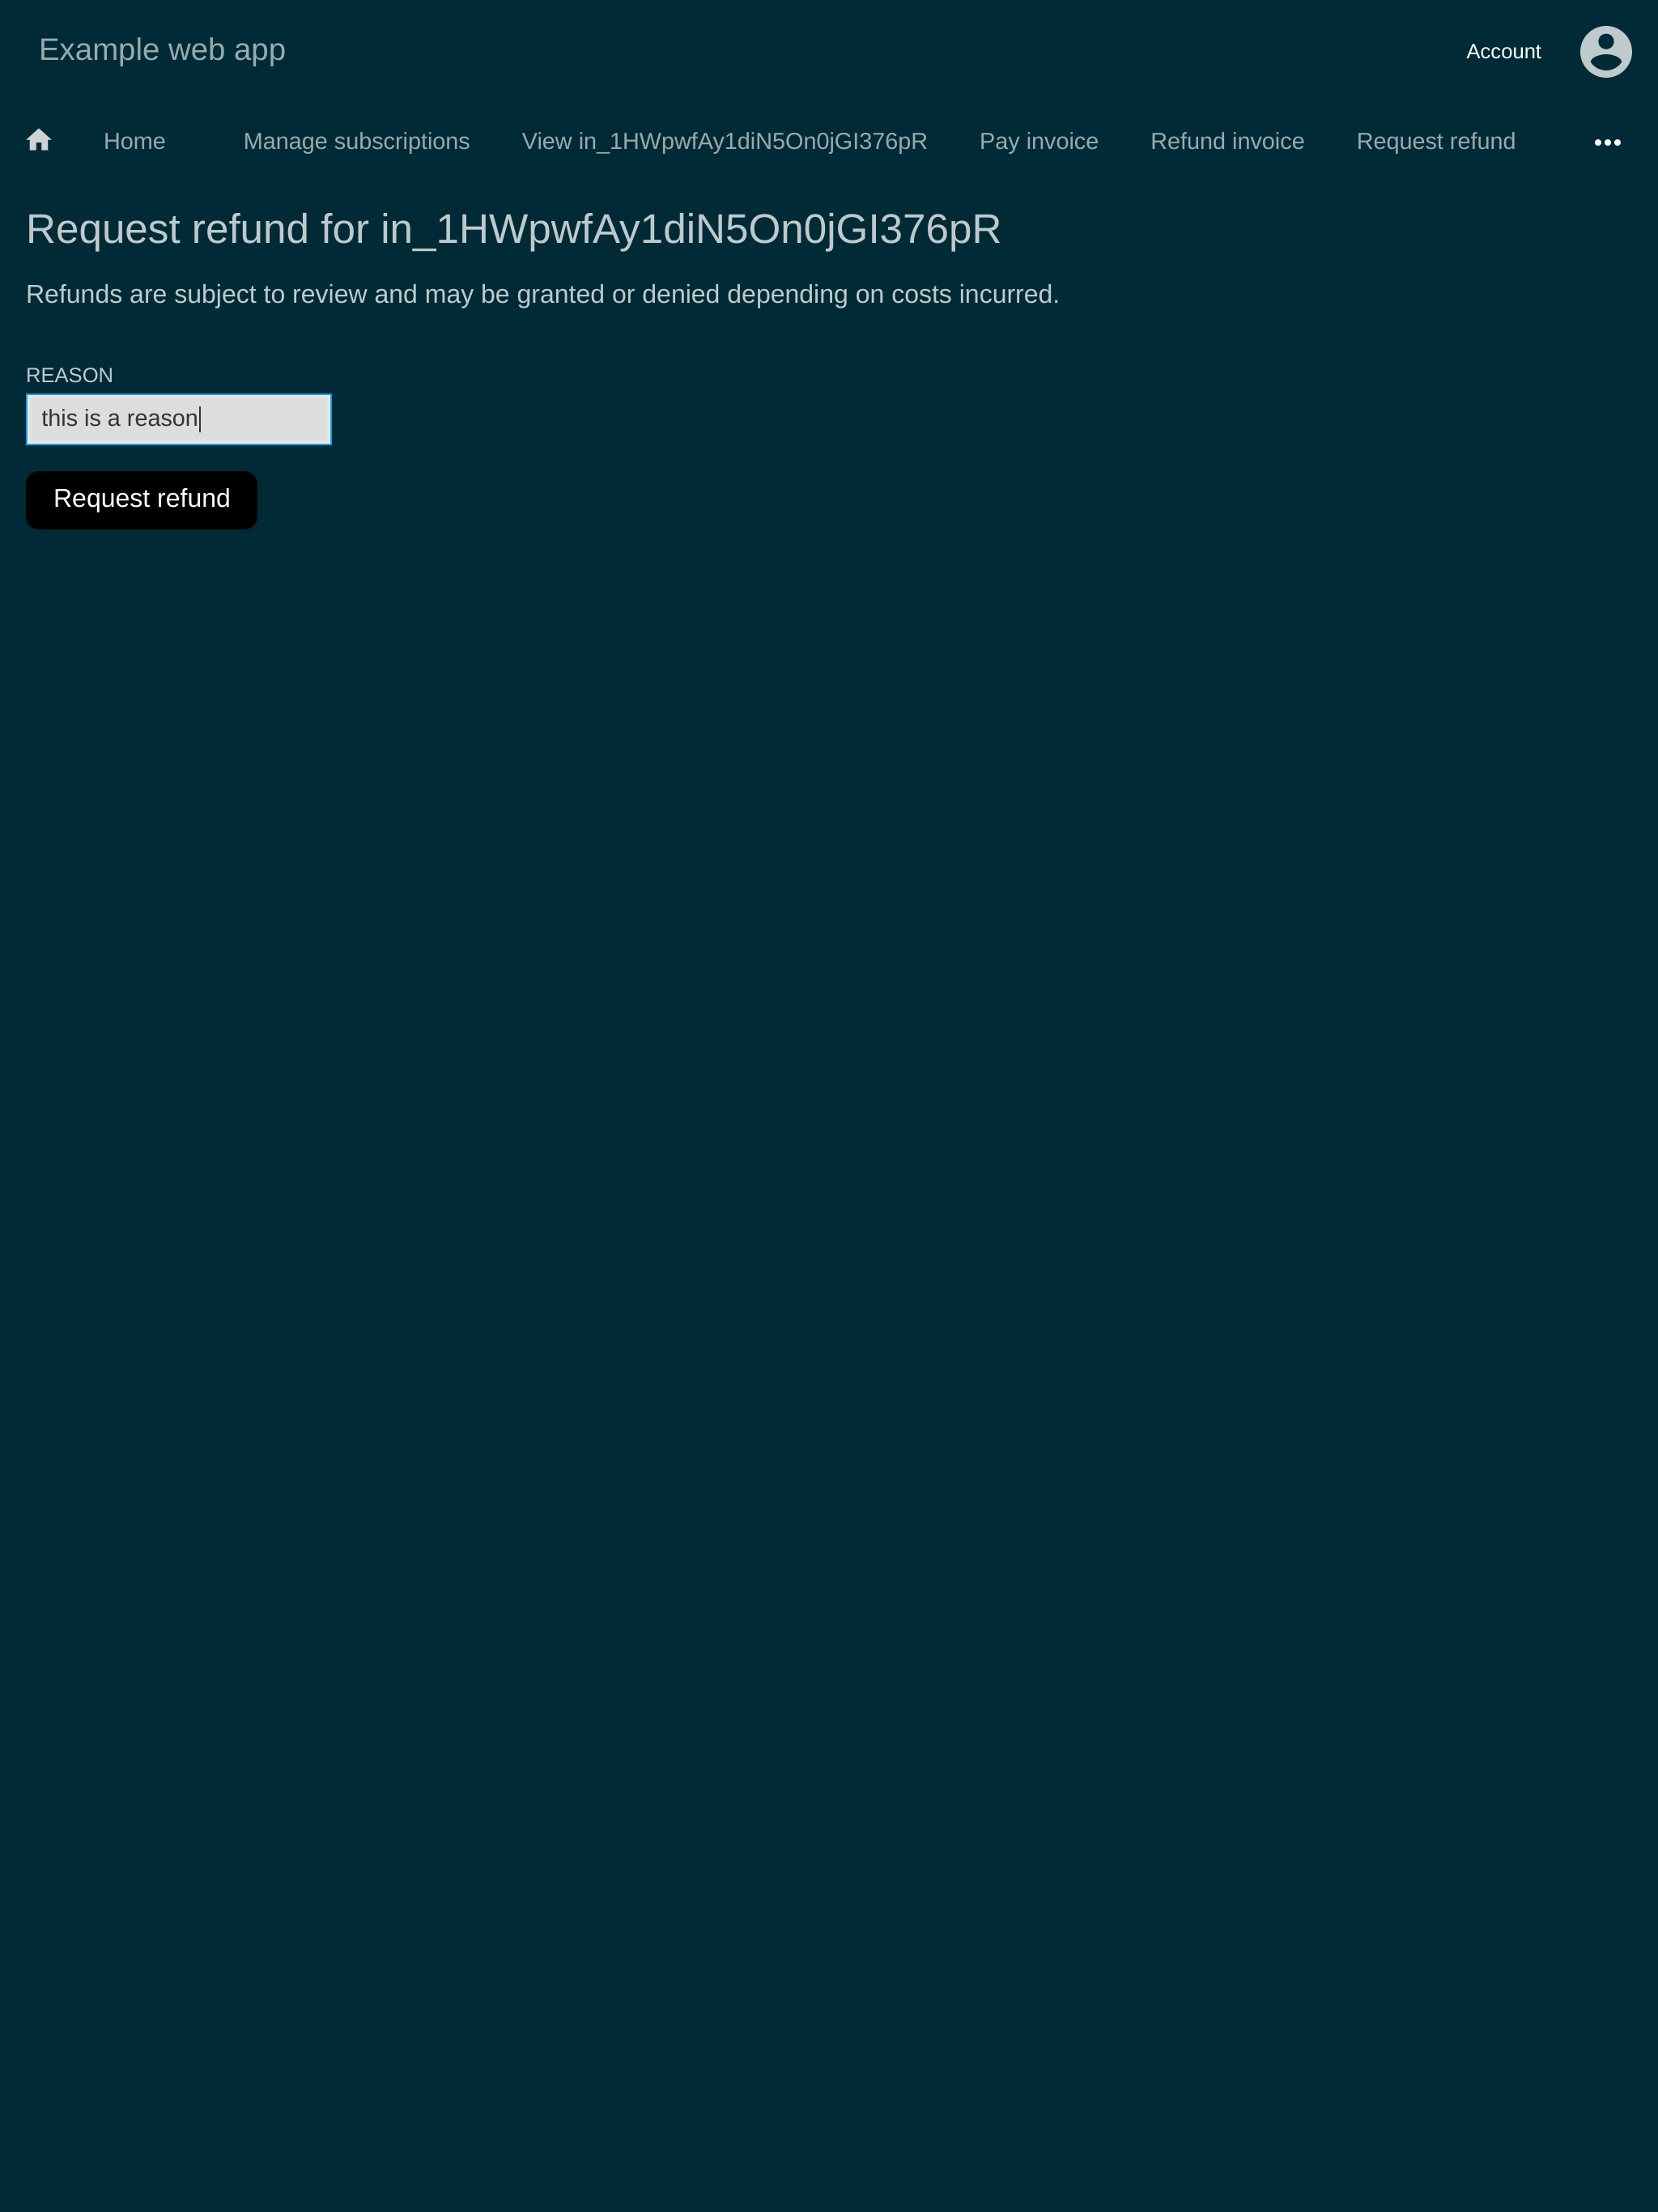 Example web app
Account
Home
Manage subscriptions
View in_1HWpwfAy1diN5On0jGI376pR
Pay invoice
Refund invoice
Request refund
Request refund for in_1HWpwfAy1diN5On0jGI376pR
Refunds are subject to review and may be granted or denied depending on costs incurred.
REASON
this is a reason
Request refund